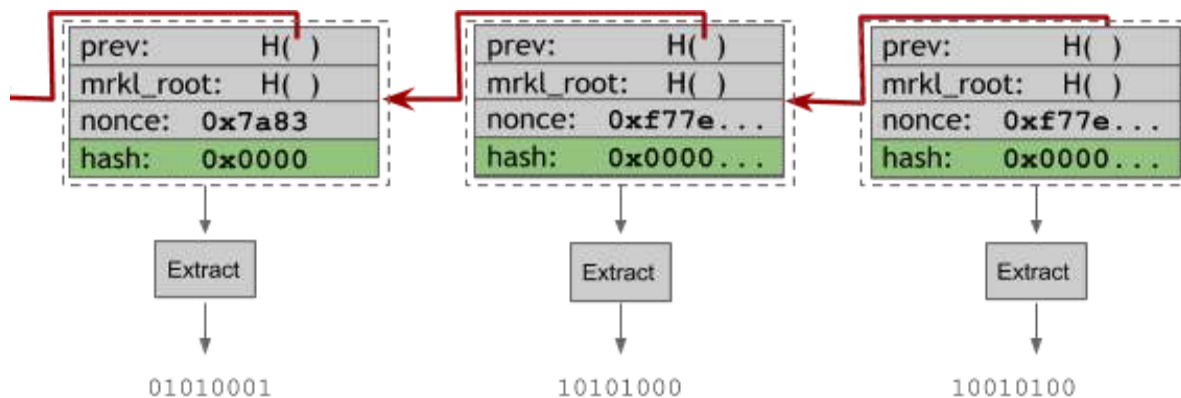 prev: H( )
mrkl_root: H( )
nonce: 0x7a83
hash: 0x0000
Extract
01010001
prev: H( )
mrkl_root: H( )
nonce: 0xf77e...
hash: 0x0000...
Extract
10101000
prev: H( )
mrkl_root: H( )
nonce: 0xf77e...
hash: 0x0000...
Extract
10010100